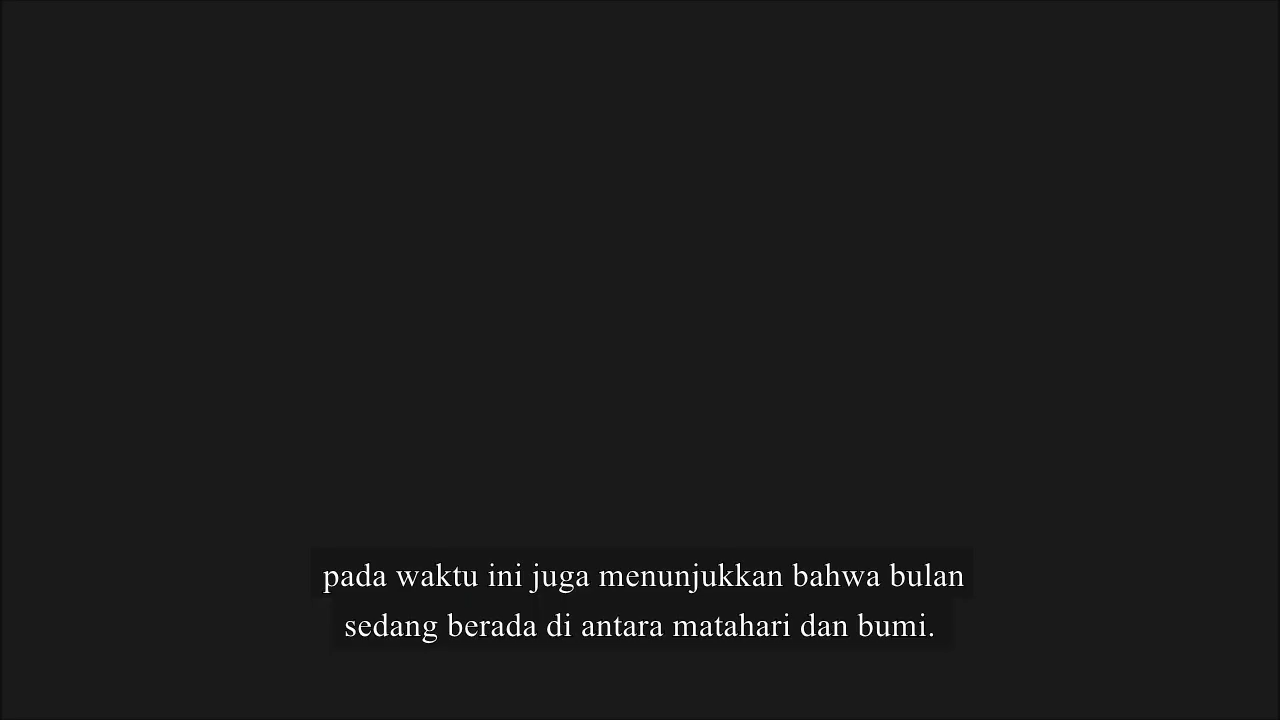 pada waktu ini juga menunjukkan bahwa bulan
sedang berada di antara matahari dan bumi.